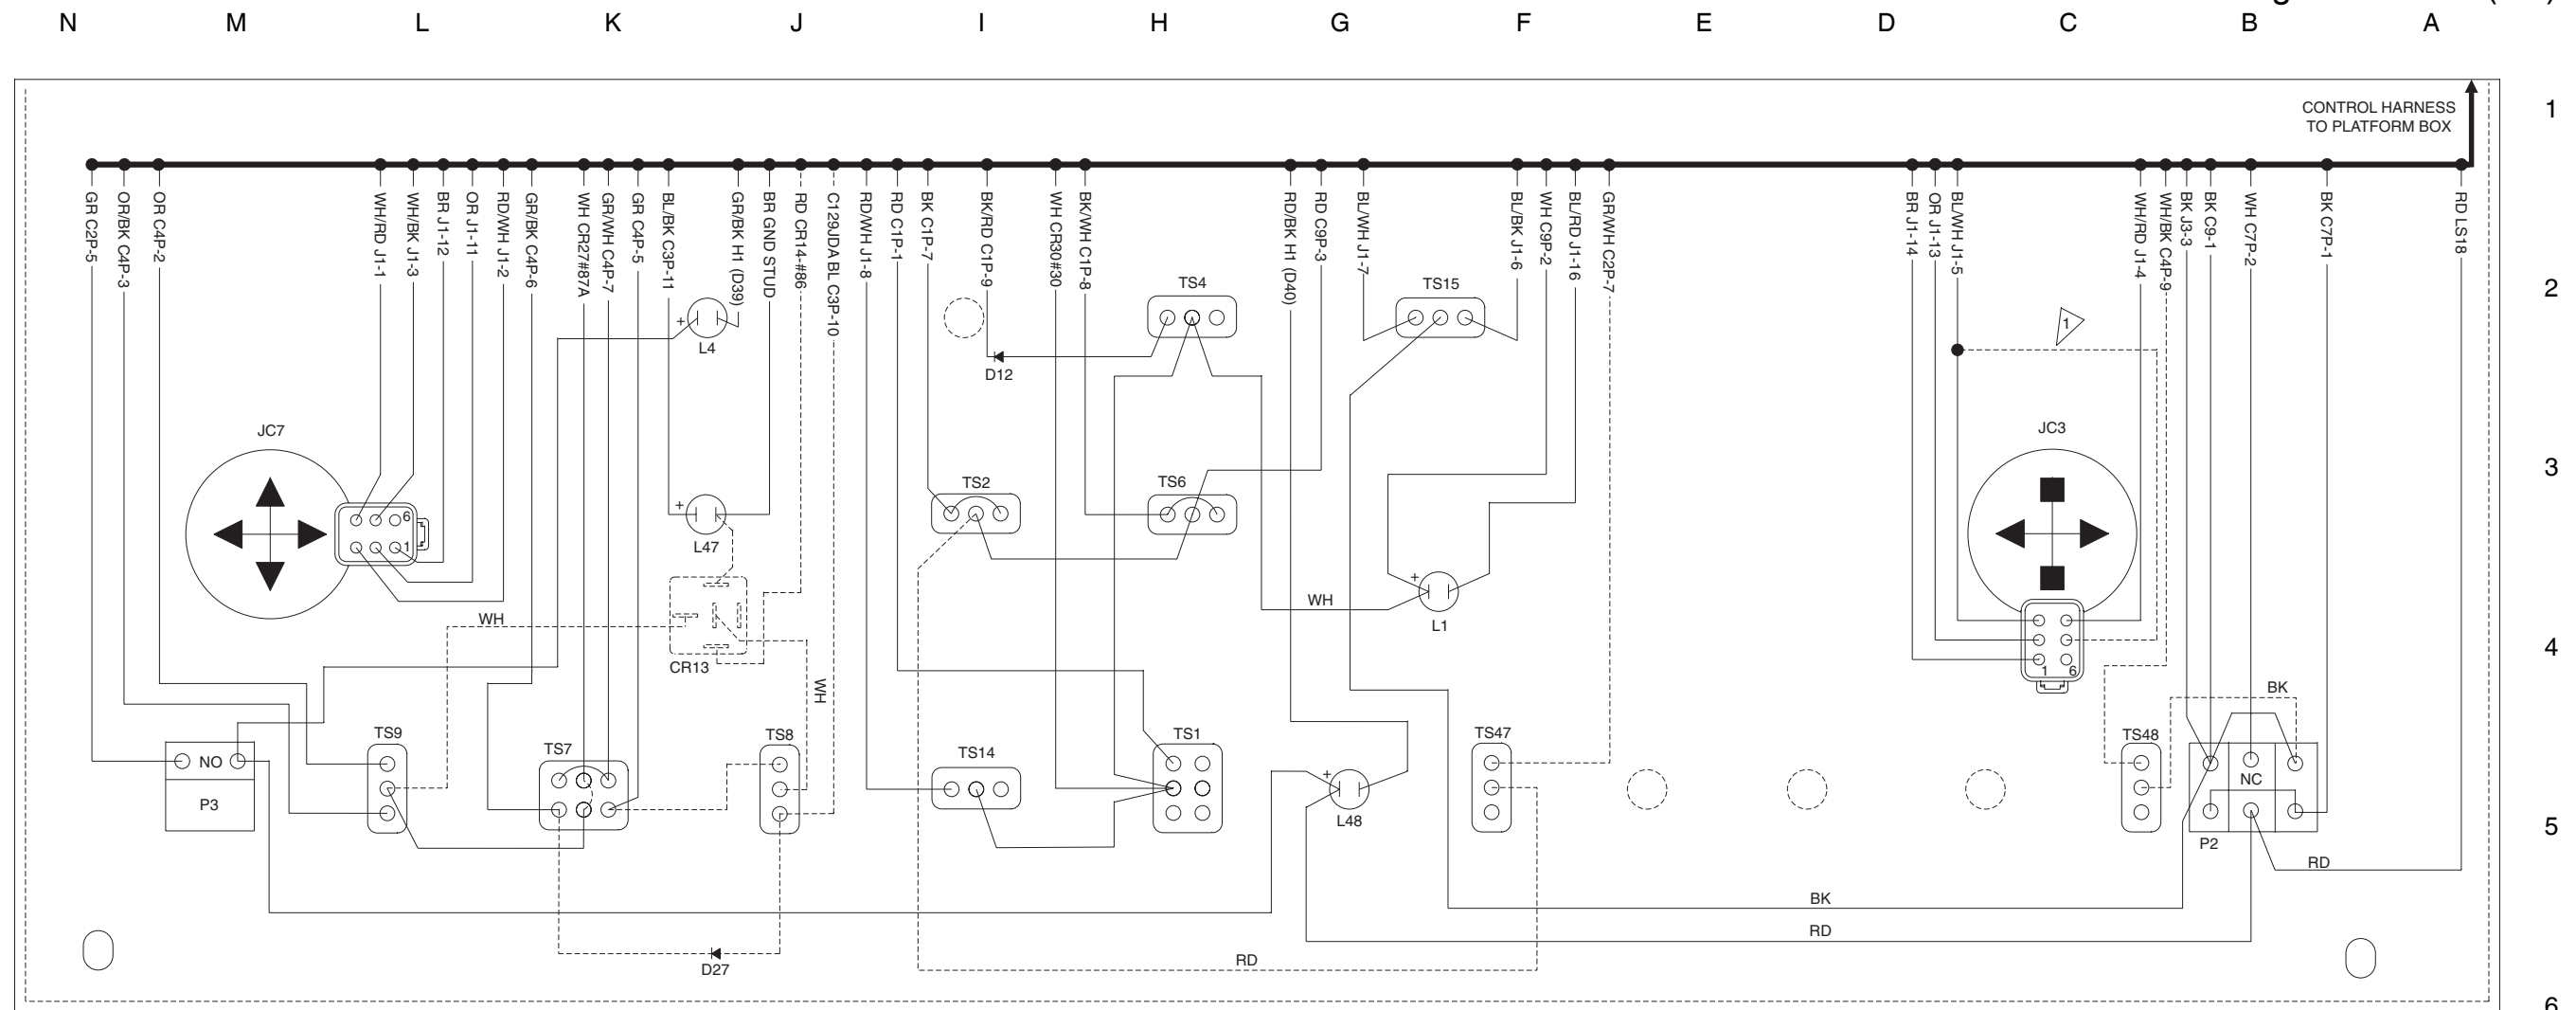 N M L K J I H G F E D C B A
1
CONTROL HARNESS
TO PLATFORM BOX
GR C2P-5
OR/BK C4P-3
OR C4P-2
WH/RD J1-1
WH/BK J1-3
BR J1-12
OR J1-11
RD/WH J1-2
GR/BK C4P-6
WH CR27#87A
GR/WH C4P-7
GR C4P-5
BL/BK C3P-11
GR/BK H1 (D39)
BR GND STUD
RD CR14-#86
C129JDA BL C3P-10
RD/WH J1-8
RD C1P-1
BK C1P-7
BK/RD C1P-9
WH CR30#30
BK/WH C1P-8
RD/BK H1 (D40)
RD C9P-3
BL/WH J1-7
BL/BK J1-6
WH C9P-2
BL/RD J1-16
GR/WH C2P-7
BR J1-14
OR J1-13
BL/WH J1-5
WH/RD J1-4
WH/BK C4P-9
BK J3-3
BK C9-1
WH C7P-2
BK C7P-1
RD LS18
TS4
TS15
2
+
L4
1
D12
JC7
JC3
3
TS2
TS6
+
L47
6
1
+
WH
WH
L1
CR13
4
1 6
WH
BK
TS9
TS7
TS8
TS14
TS1
TS47
TS48
NO
P3
+
L48
NC
5
P2
RD
BK
RD
D27
RD
6